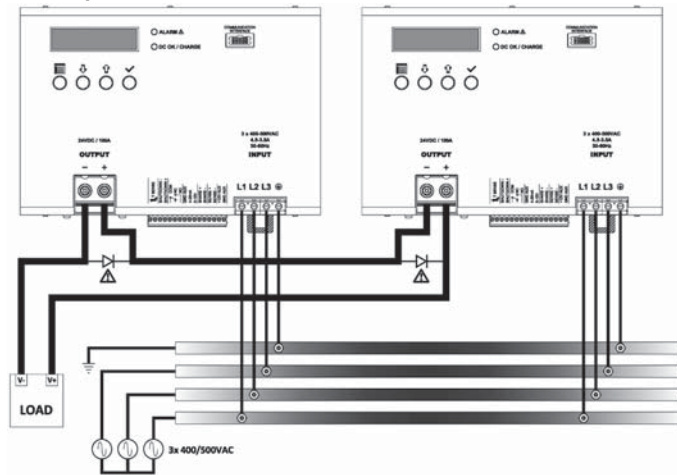 ALARM
DC OK / CHARGE
COMMUNICATION
INTERFACE
24VDC / 100A
OUTPUT
- +
3 x 400-500VAC
50-60Hz
INPUT
L1 L2 L3
ALARM
DC OK / CHARGE
COMMUNICATION
INTERFACE
24VDC / 100A
OUTPUT
- +
3 x 400-500VAC
50-60Hz
INPUT
L1 L2 L3
V- V+
LOAD
3x 400/500VAC